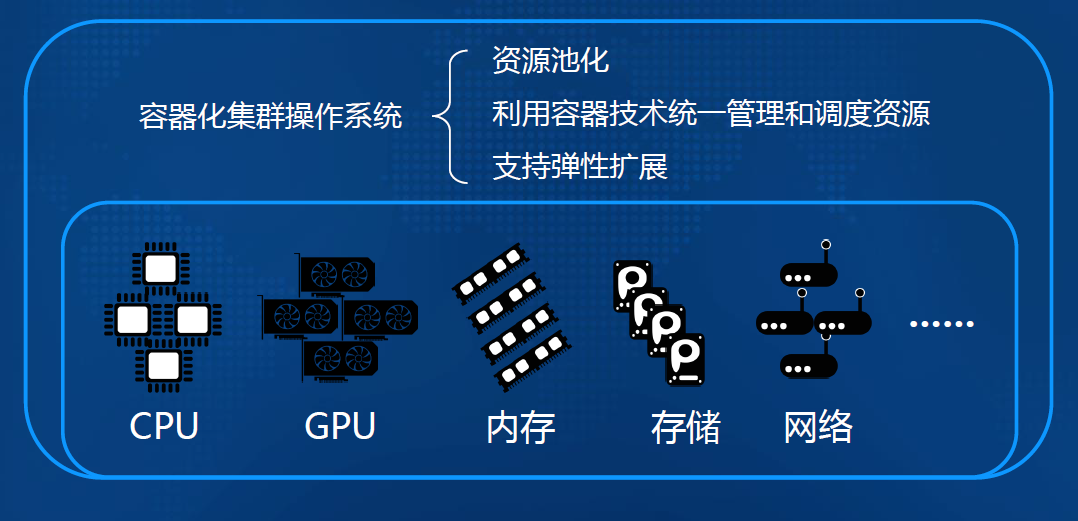 资源池化
容器化集群操作系统
利用容器技术统一管理和调度资源
支持弹性扩展
······
CPU
GPU
内存
存储
网络